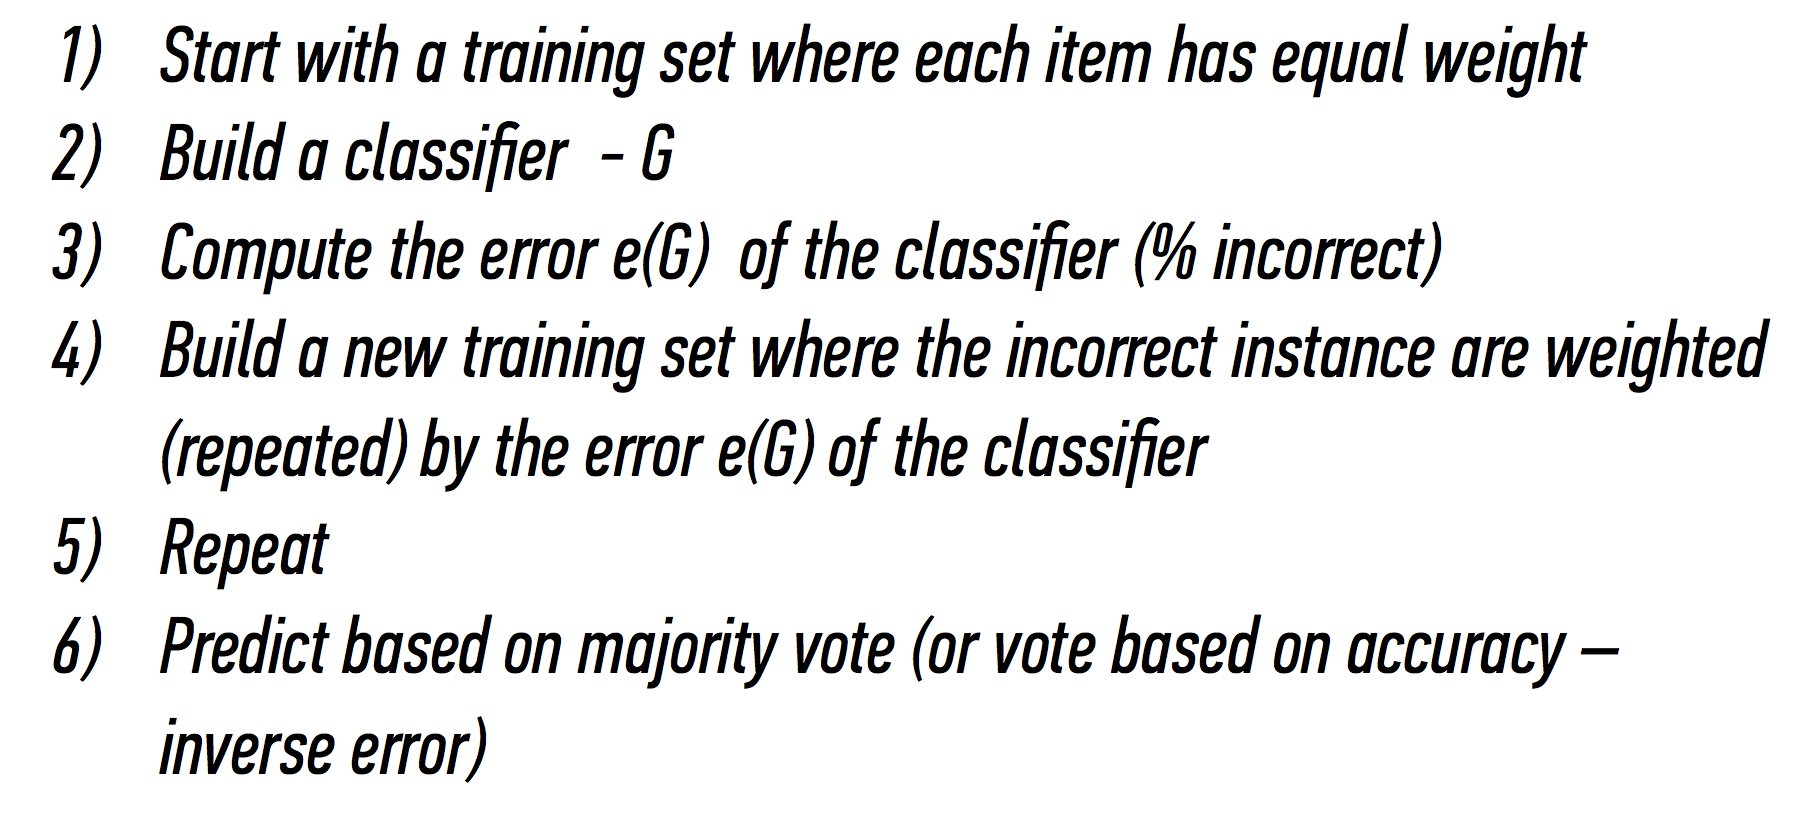 1) Start with a training set where each item has equal weight
2) Build a classifier - G
3) Compute the error e(G) of the classifier (% incorrect)
4) Build a new training set where the incorrect instance are weighted
(repeated) by the error e(G) of the classifier
5) Repeat
6) Predict based on majority vote (or vote based on accuracy –
inverse error)